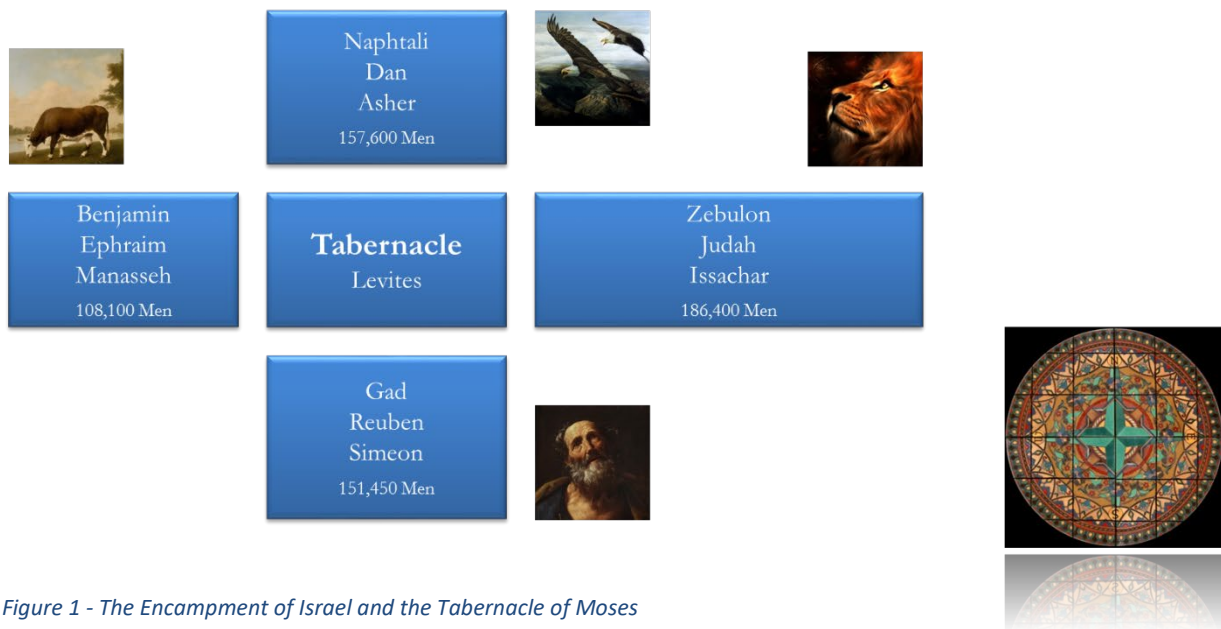 Naphtali
Dan
Asher
157,600 Men
Benjamin
Ephraim
Manasseh
108,100 Men
Tabernacle
Levites
Zebulon
Judah
Issachar
186,400 Men
Gad
Reuben
Simeon
151,450 Men
N
S
Figure 1 - The Encampment of Israel and the Tabernacle of Moses